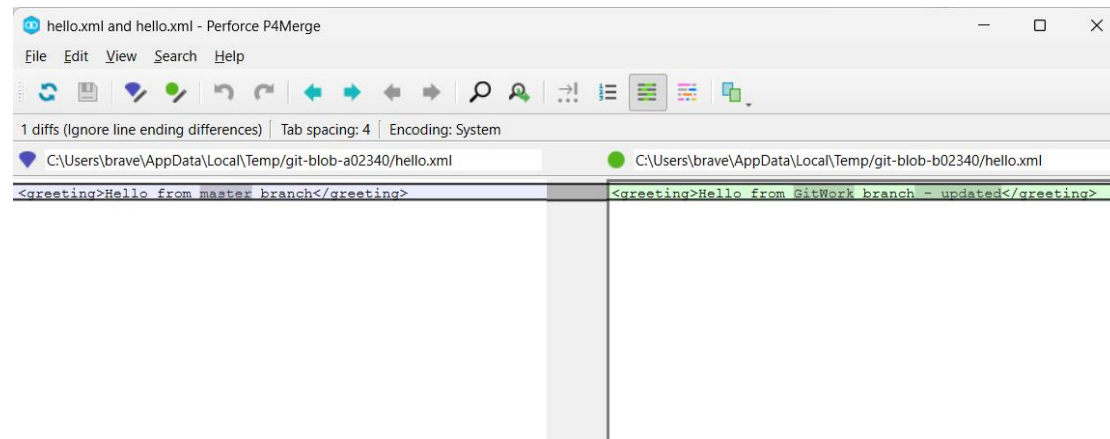 hello.xml and hello.xml - Perforce P4Merge
File Edit View Search Help
1 diffs (Ignore line ending differences) Tab spacing: 4 Encoding: System
C:\Users\brave\AppData\Local\Temp/git-blob-a02340/hello.xml
C:\Users\brave\AppData\Local\Temp/git-blob-b02340/hello.xml
<greeting>Hello from master branch</greeting>
<greeting>Hello from GitWork branch - updated</greeting>